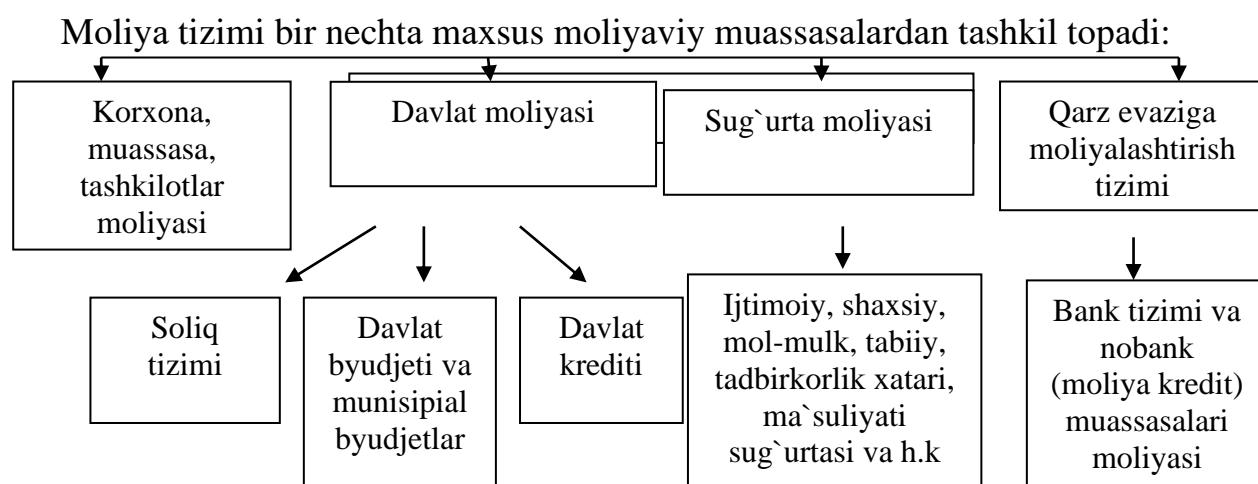 Moliya tizimi bir nechta maxsus moliyaviy muassasalardan tashkil topadi:
Korxona,
muassasa,
tashkilotlar
moliyasi
Davlat moliyasi
Sug`urta moliyasi
Qarz evaziga
moliyalashtirish
tizimi
Soliq
tizimi
Davlat
byudjeti va
munisipial
byudjetlar
Davlat
krediti
Ijtimoiy, shaxsiy,
mol-mulk, tabiiy,
tadbirkorlik xatari,
ma`suliyati
sug`urtasi va h.k
Bank tizimi va
nobank
(moliya kredit)
muassasalari
moliyasi